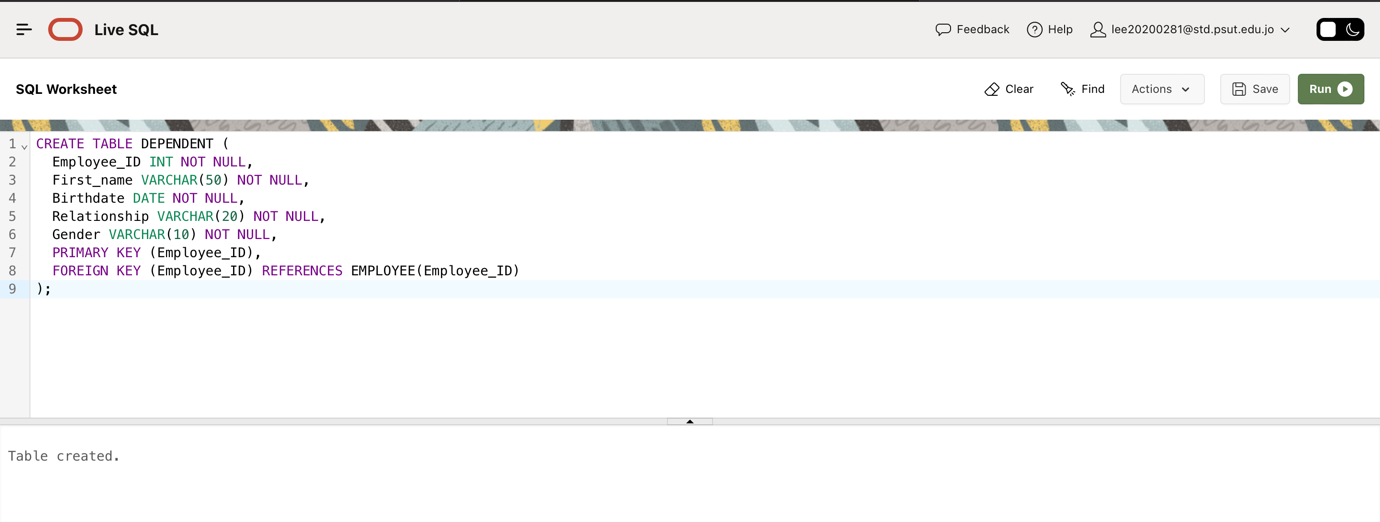 Live SQL
Feedback
Help
lee20200281@std.psut.edu.jo
SQL Worksheet
Clear
Find
Actions
Save
Run
1 CREATE TABLE DEPENDENT (
2 Employee_ID INT NOT NULL,
3 First_name VARCHAR(50) NOT NULL,
4 Birthdate DATE NOT NULL,
5 Relationship VARCHAR(20) NOT NULL,
6 Gender VARCHAR(10) NOT NULL,
7 PRIMARY KEY (Employee_ID),
8 FOREIGN KEY (Employee_ID) REFERENCES EMPLOYEE(Employee_ID)
9 );
Table created.